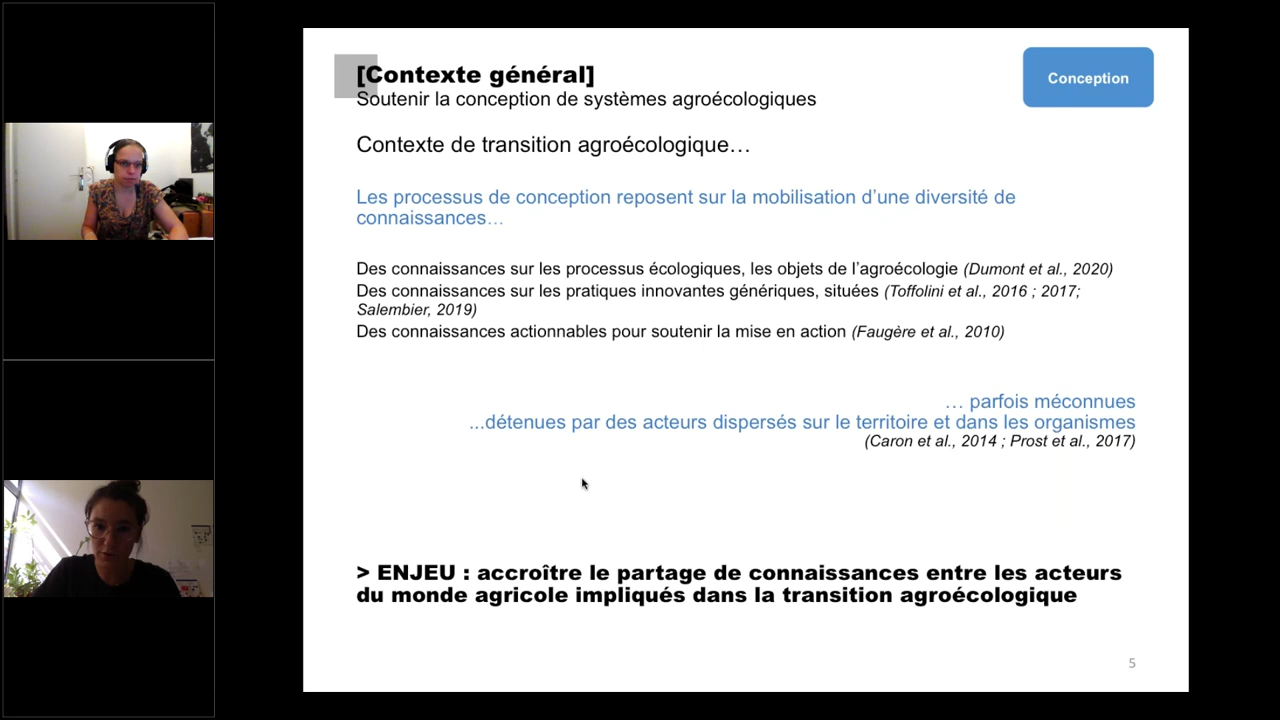 [Contexte général]
Conception
Soutenir la conception de systèmes agroécologiques
Contexte de transition agroécologique…
Les processus de conception reposent sur la mobilisation d’une diversité de
connaissances…
Des connaissances sur les processus écologiques, les objets de l’agroécologie (Dumont et al., 2020)
Des connaissances sur les pratiques innovantes génériques, situées (Toffolini et al., 2016 ; 2017;
Salembier, 2019)
Des connaissances actionnables pour soutenir la mise en action (Faugère et al., 2010)
… parfois méconnues
...détenues par des acteurs dispersés sur le territoire et dans les organismes
(Caron et al., 2014 ; Prost et al., 2017)
> ENJEU : accroître le partage de connaissances entre les acteurs
du monde agricole impliqués dans la transition agroécologique
5